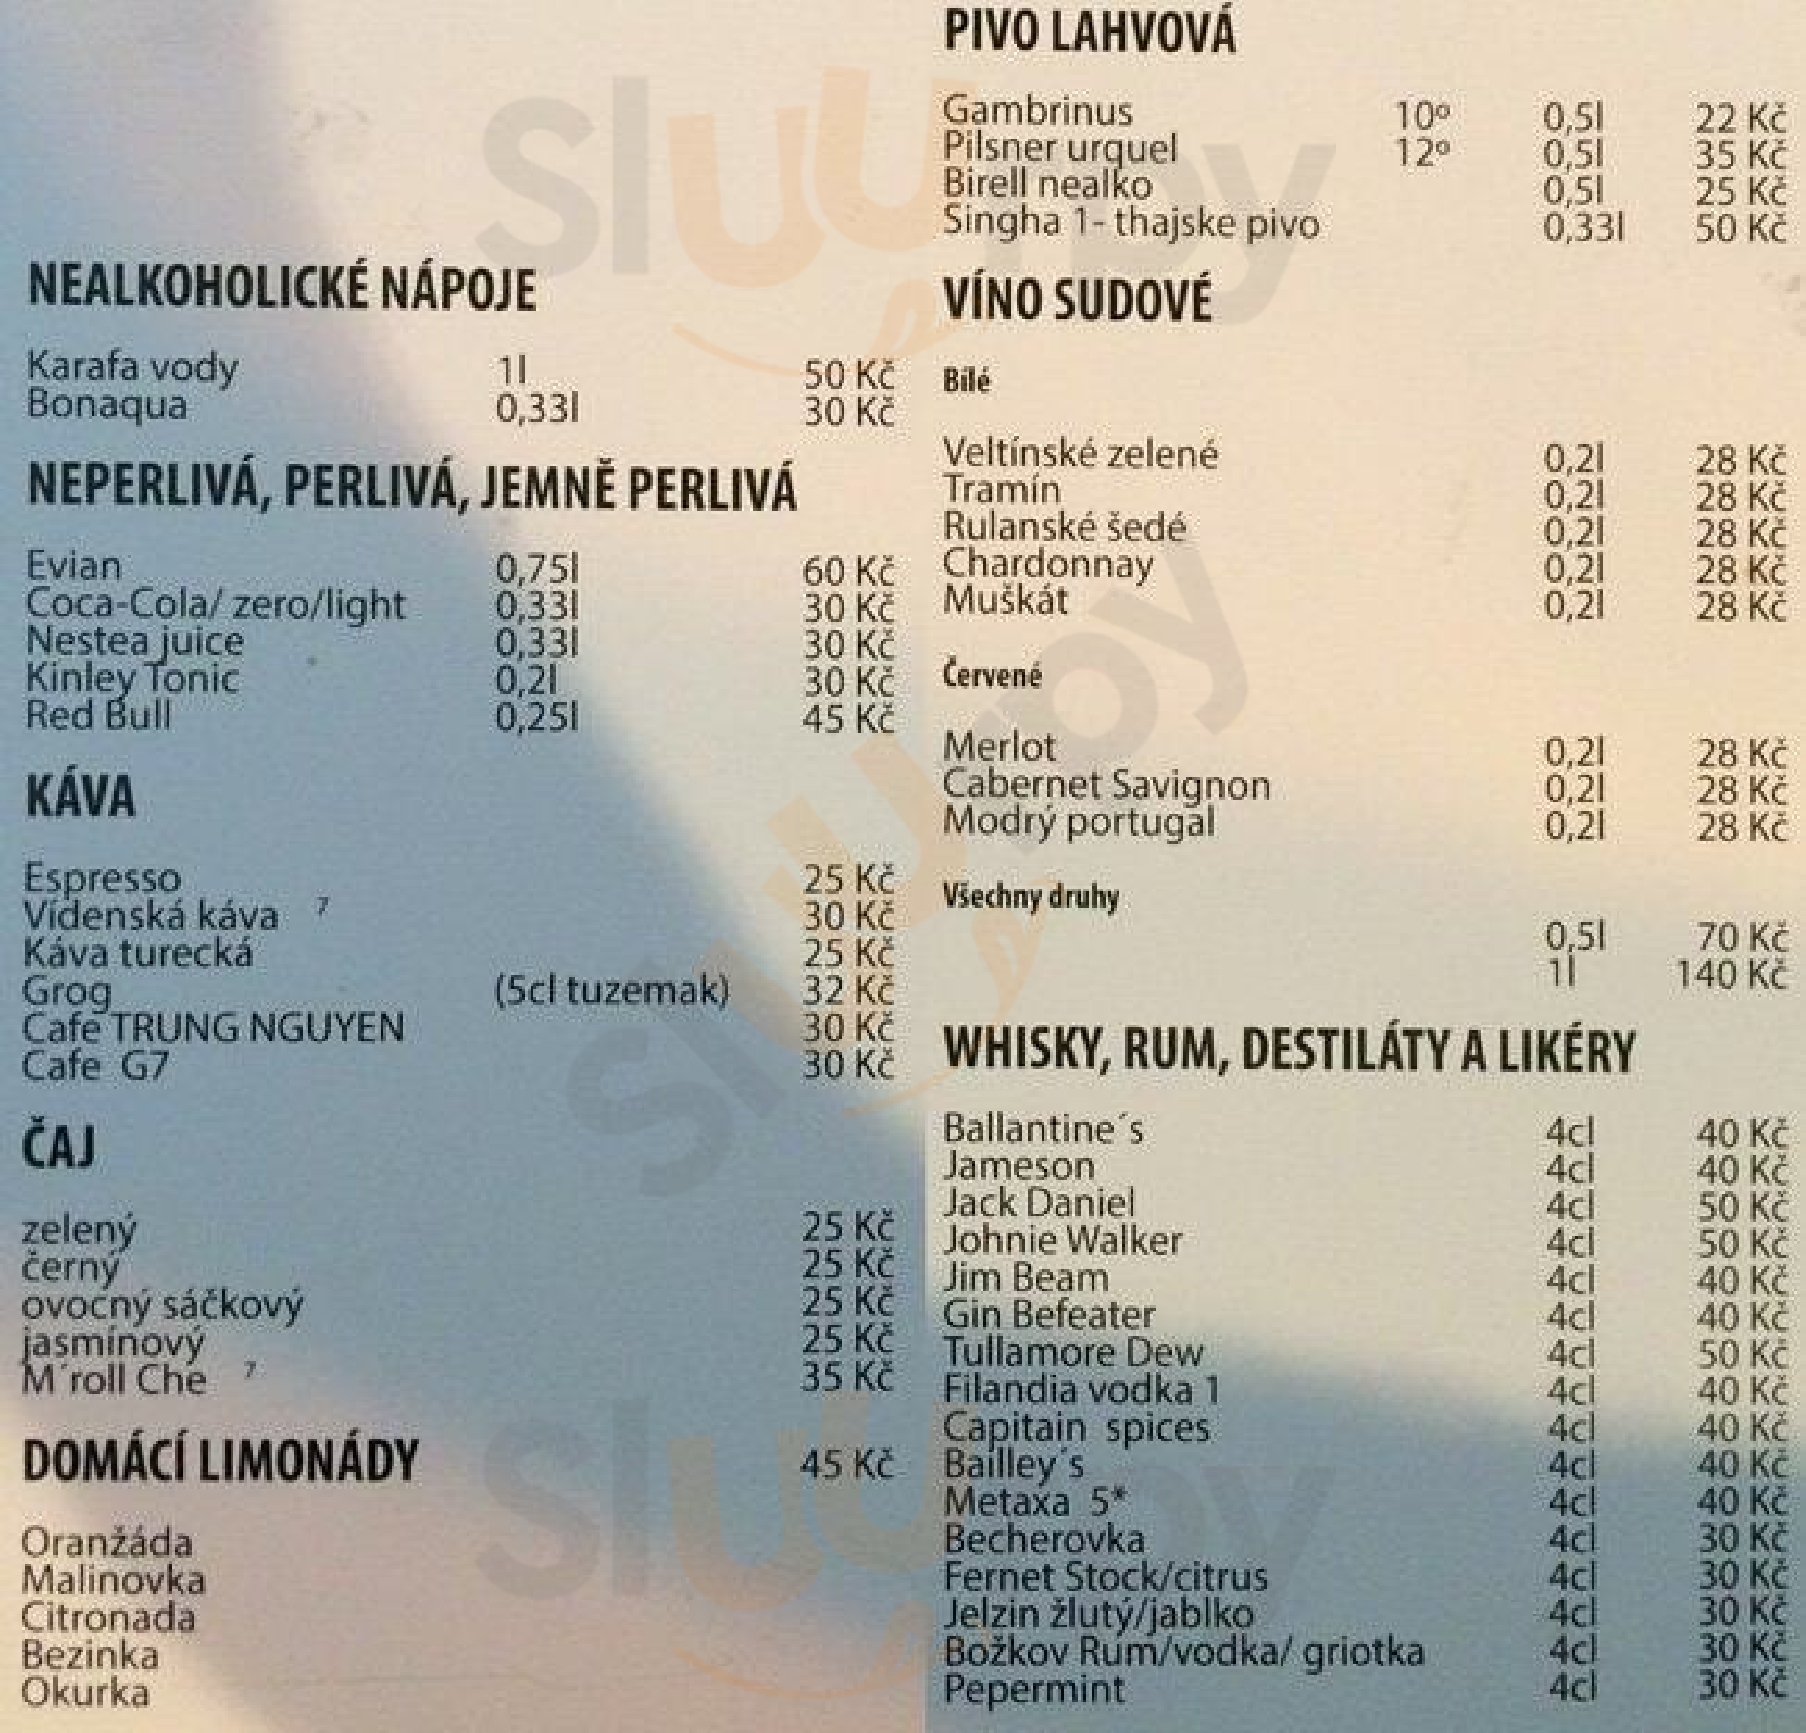 NEALKOHOLICKÉ NÁPOJE
Karafa vody 1l 50 Kč
Bonaqua 0,33l 30 Kč
NEPERLIVÁ, PERLIVÁ, JEMNĚ PERLIVÁ
Evian 0,75l 60 Kč
Coca-Cola/ zero/light 0,33l 30 Kč
Nestea juice 0,33l 30 Kč
Kinley Tonic 0,2l 30 Kč
Red Bull 0,25l 45 Kč
KÁVA
Espresso 25 Kč
Vídenská káva 7 30 Kč
Káva turecká 25 Kč
Grog (5cl tuzemak) 32 Kč
Cafe TRUNG NGUYEN 30 Kč
Cafe G7 30 Kč
ČAJ
zelený 25 Kč
černý 25 Kč
ovocný sáčkový 25 Kč
jasmínový 25 Kč
M´roll Che 7 35 Kč
DOMÁCÍ LIMONÁDY 45 Kč
Oranžáda
Malinovka
Citronada
Bezinka
Okurka
PIVO LAHVOVÁ
Gambrinus 10º 0,5l 22 Kč
Pilsner urquel 12º 0,5l 35 Kč
Birell nealko 0,5l 25 Kč
Singha 1- thajske pivo 0,33l 50 Kč
VÍNO SUDOVÉ
Bílé
Veltínské zelené 0,2l 28 Kč
Tramín 0,2l 28 Kč
Rulanské šedé 0,2l 28 Kč
Chardonnay 0,2l 28 Kč
Muškát 0,2l 28 Kč
Červené
Merlot 0,2l 28 Kč
Cabernet Savignon 0,2l 28 Kč
Modrý portugal 0,2l 28 Kč
Všechny druhy
0,5l 70 Kč
1l 140 Kč
WHISKY, RUM, DESTILÁTY A LIKÉRY
Ballantine´s 4cl 40 Kč
Jameson 4cl 40 Kč
Jack Daniel 4cl 50 Kč
Johnie Walker 4cl 50 Kč
Jim Beam 4cl 40 Kč
Gin Befeater 4cl 40 Kč
Tullamore Dew 4cl 50 Kč
Filandia vodka 1 4cl 40 Kč
Capitain spices 4cl 40 Kč
Bailley´s 4cl 40 Kč
Metaxa 5* 4cl 40 Kč
Becherovka 4cl 30 Kč
Fernet Stock/citrus 4cl 30 Kč
Jelzin žlutý/jablko 4cl 30 Kč
Božkov Rum/vodka/ griotka 4cl 30 Kč
Pepermint 4cl 30 Kč
Sluurpy
Sluurpy
Sluurpy